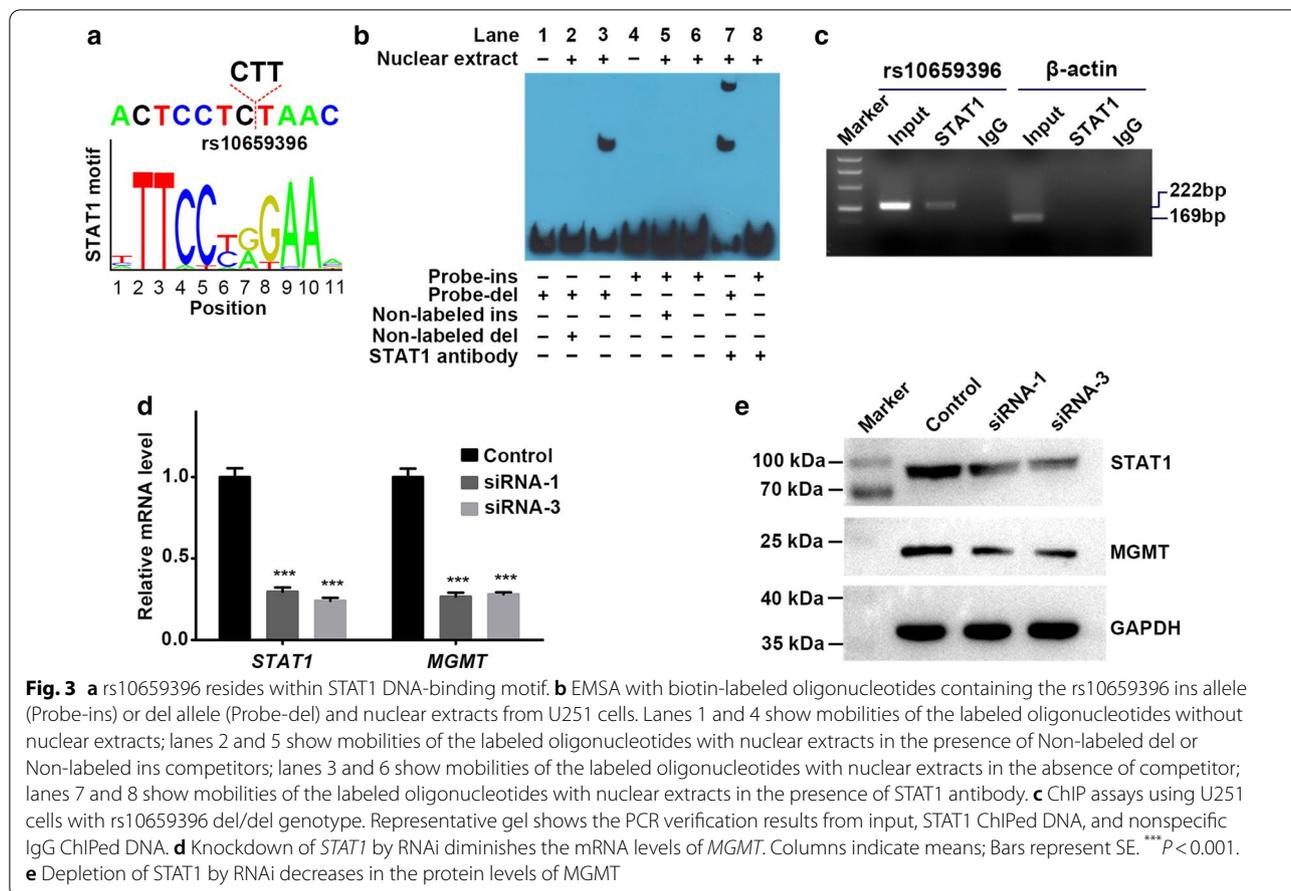 a
CTT
ACTCCTCTAAC
rs10659396
STAT1 motif
TTTCCTGGAA
CA
1 2 3 4 5 6 7 8 9 10 11
Position
b
Lane 1 2 3 4 5 6 7 8
Nuclear extract − + + − + + + +
Probe-ins − − − + + + − +
Probe-del + + + − − − + −
Non-labeled ins − − − − + − − −
Non-labeled del − + − − − − − −
STAT1 antibody − − − − − − + +
c
rs10659396 β-actin
Marker Input STAT1 IgG Input STAT1 IgG
222bp
169bp
d
Relative mRNA level
1.0
0.5
0.0
Control
siRNA-1
siRNA-3
*** *** *** ***
STAT1 MGMT
e
Marker Control siRNA-1 siRNA-3
100 kDa STAT1
70 kDa
25 kDa MGMT
40 kDa GAPDH
35 kDa
Fig. 3 a rs10659396 resides within STAT1 DNA-binding motif. b EMSA with biotin-labeled oligonucleotides containing the rs10659396 ins allele
(Probe-ins) or del allele (Probe-del) and nuclear extracts from U251 cells. Lanes 1 and 4 show mobilities of the labeled oligonucleotides without
nuclear extracts; lanes 2 and 5 show mobilities of the labeled oligonucleotides with nuclear extracts in the presence of Non-labeled del or
Non-labeled ins competitors; lanes 3 and 6 show mobilities of the labeled oligonucleotides with nuclear extracts in the absence of competitor;
lanes 7 and 8 show mobilities of the labeled oligonucleotides with nuclear extracts in the presence of STAT1 antibody. c ChIP assays using U251
cells with rs10659396 del/del genotype. Representative gel shows the PCR verification results from input, STAT1 ChIPed DNA, and nonspecific
IgG ChIPed DNA. d Knockdown of STAT1 by RNAi diminishes the mRNA levels of MGMT. Columns indicate means; Bars represent SE. ***P < 0.001.
e Depletion of STAT1 by RNAi decreases in the protein levels of MGMT